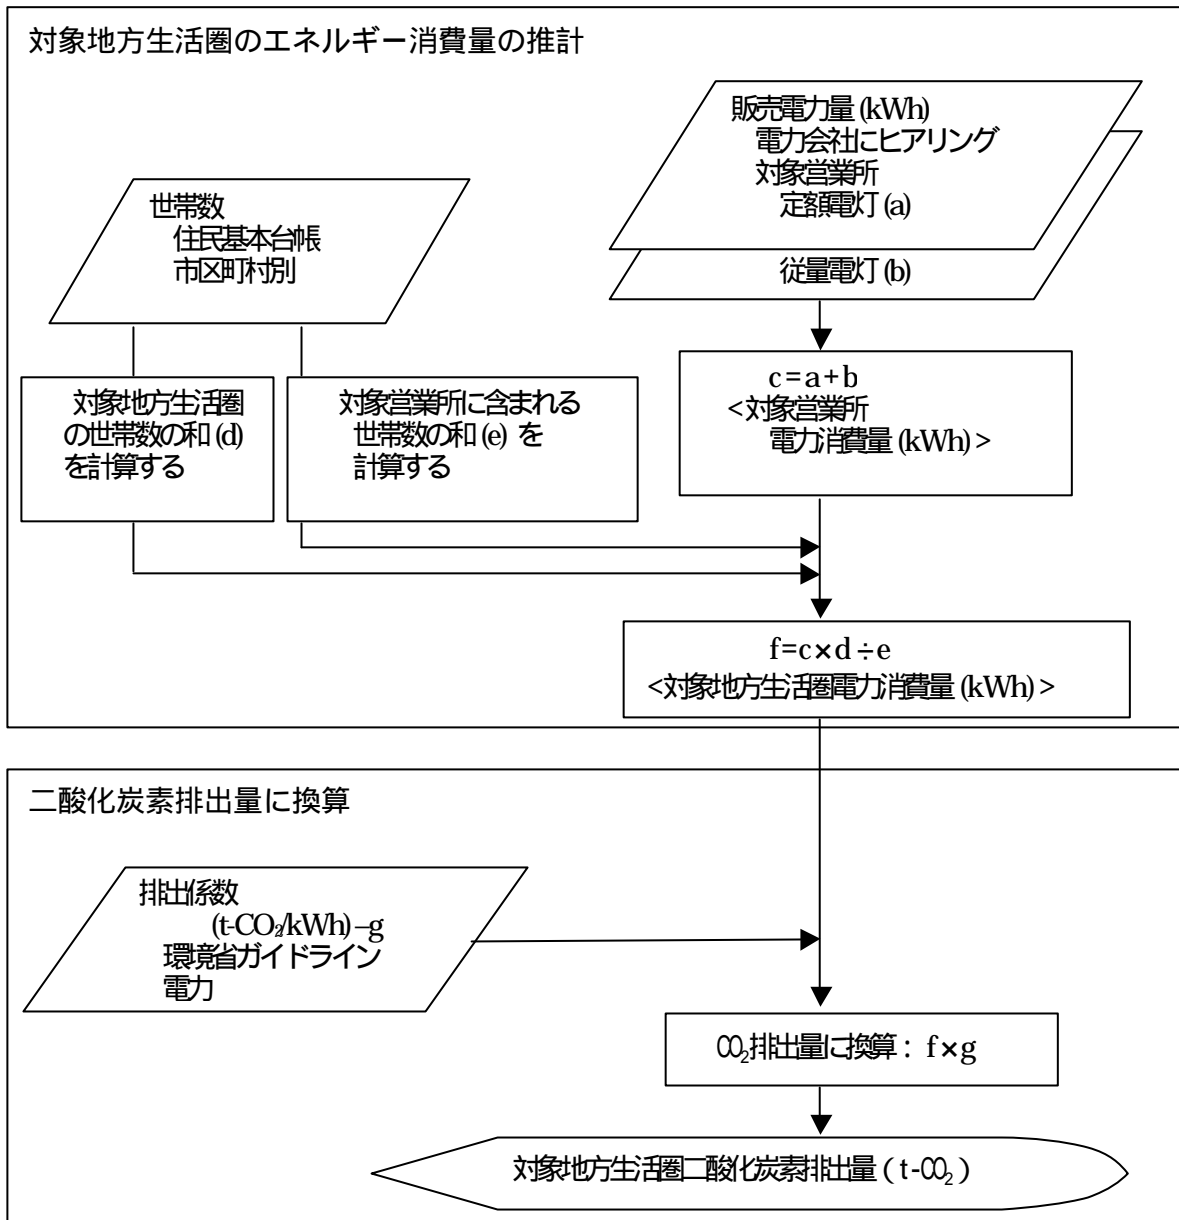 対象地方生活圏のエネルギー消費量の推計
販売電力量(kWh)
電力会社にヒアリング
対象営業所
定額電灯(a)
従量電灯(b)
世帯数
住民基本台帳
市区町村別
対象地方生活圏
の世帯数の和(d)
を計算する
対象営業所に含まれる
世帯数の和(e) を
計算する
c=a+b
<対象営業所
電力消費量(kWh)>
f=c×d÷e
<対象地方生活圏電力消費量(kWh)>
二酸化炭素排出量に換算
排出係数
(t-CO₂/kWh)–g
環境省ガイドライン
電力
CO₂排出量に換算: f×g
対象地方生活圏二酸化炭素排出量(t-CO₂)